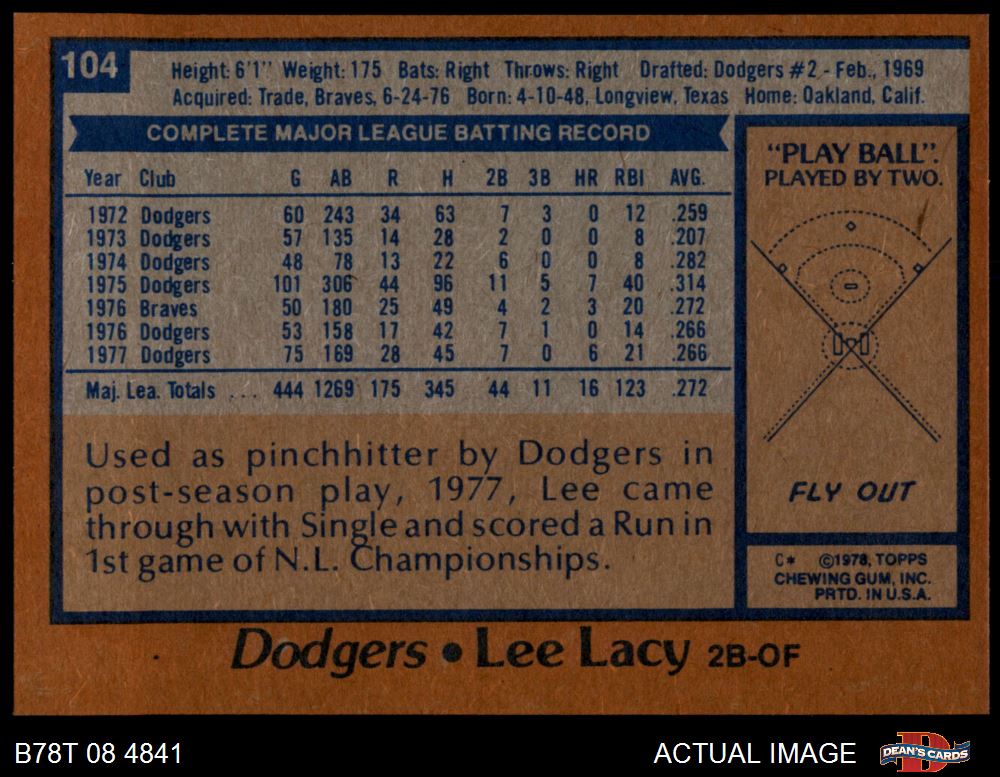 104
Height: 6'1" Weight: 175 Bats: Right Throws: Right Drafted: Dodgers #2 - Feb., 1969
Acquired: Trade, Braves, 6-24-76 Born: 4-10-48, Longview, Texas Home: Oakland, Calif.
COMPLETE MAJOR LEAGUE BATTING RECORD
Year Club G AB R H 2B 3B HR RBI AVG.
1972 Dodgers 60 243 34 63 7 3 0 12 .259
1973 Dodgers 57 135 14 28 2 0 0 8 .207
1974 Dodgers 48 78 13 22 6 0 0 8 .282
1975 Dodgers 101 306 44 96 11 5 7 40 .314
1976 Braves 50 180 25 49 4 2 3 20 .272
1976 Dodgers 53 158 17 42 7 1 0 14 .266
1977 Dodgers 75 169 28 45 7 0 6 21 .266
Maj. Lea. Totals ... 444 1269 175 345 44 11 16 123 .272
Used as pinchhitter by Dodgers in
post-season play, 1977, Lee came
through with Single and scored a Run in
1st game of N.L. Championships.
"PLAY BALL".
PLAYED BY TWO.
FLY OUT
C* ©1978, TOPPS
CHEWING GUM, INC.
PRTD. IN U.S.A.
Dodgers • Lee Lacy 2B-OF
B78T 08 4841
ACTUAL IMAGE
D
DEAN'S CARDS